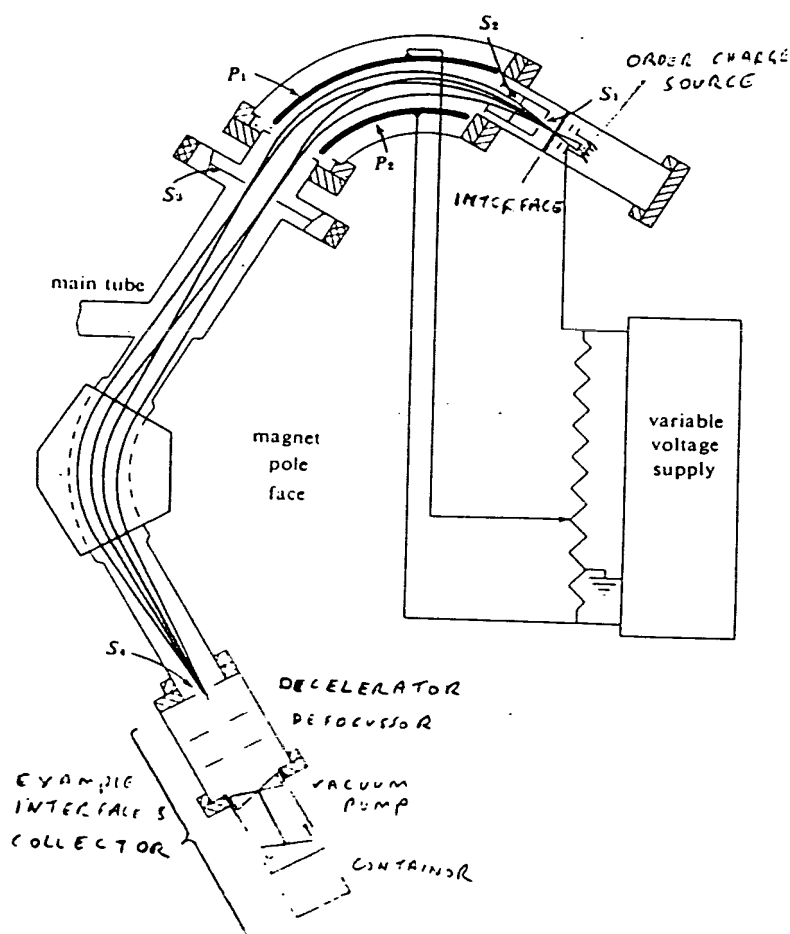 S₂
ORDER CHARGE
SOURCE
P₁
S₁
P₂
S₃
INTERFACE
main tube
variable
voltage
supply
magnet
pole
face
S₄
DECELERATOR
DEFOCUSSOR
VACUUM
PUMP
EXAMPLE
INTERFACE &
COLLECTOR
CONTAINOR